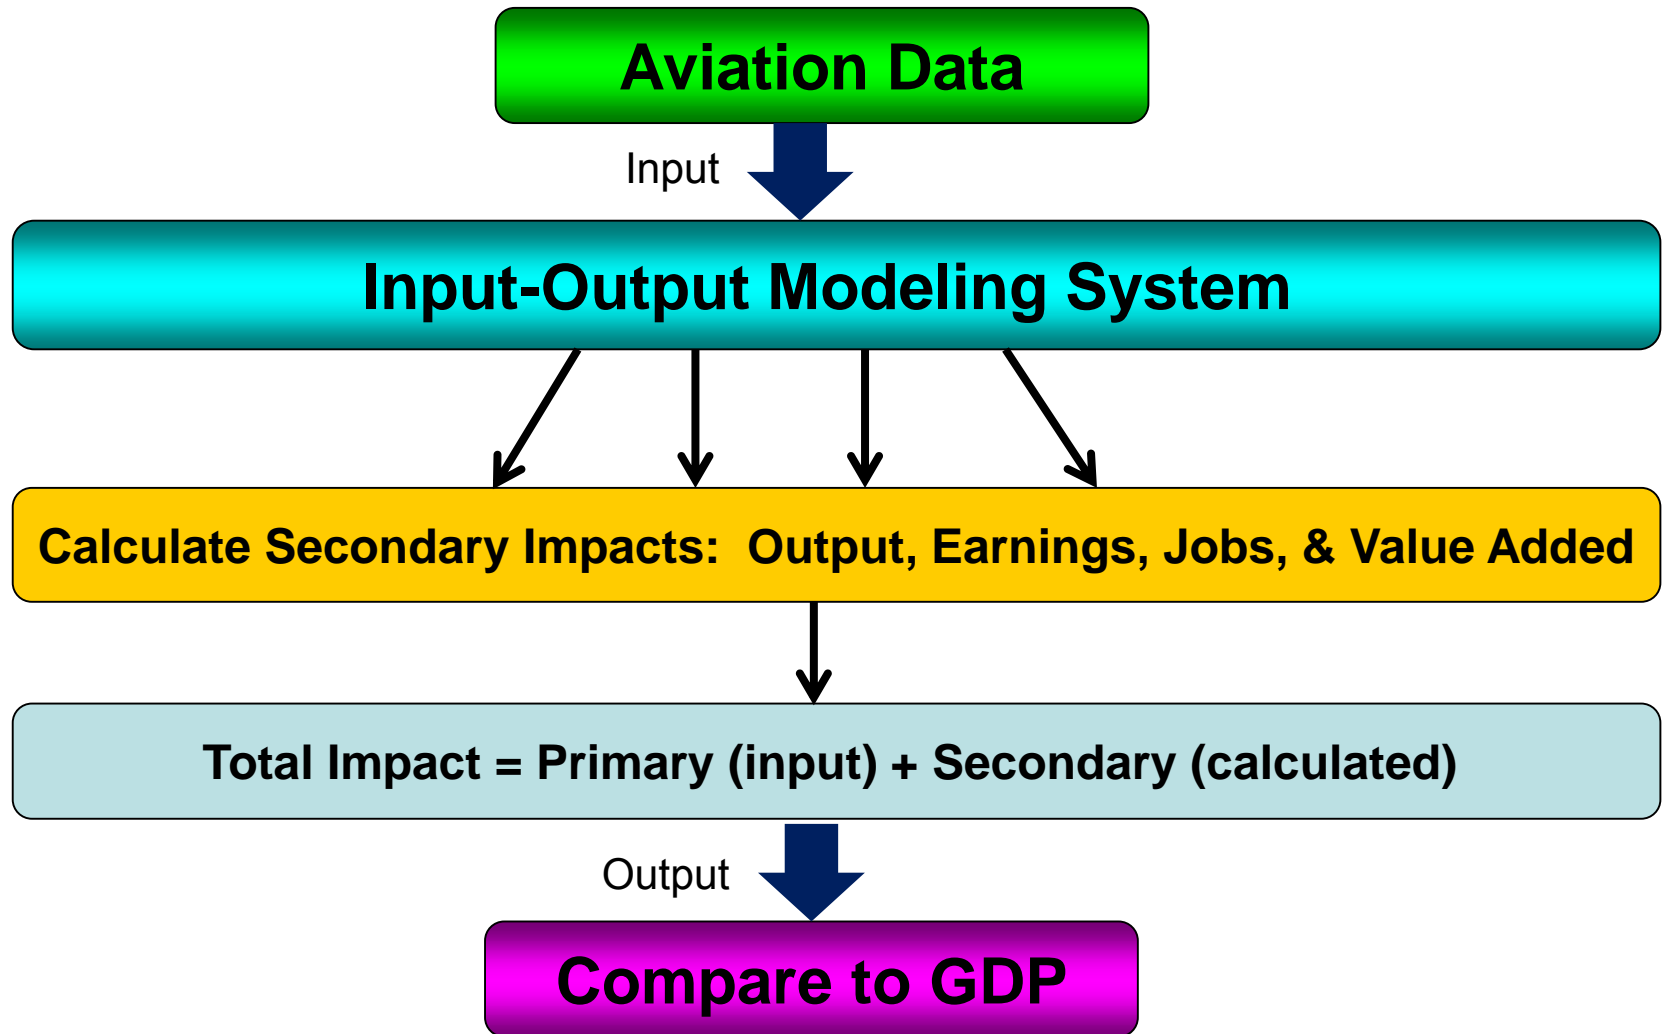 Aviation Data
Input
Input-Output Modeling System
Calculate Secondary Impacts:  Output, Earnings, Jobs, & Value Added
Total Impact = Primary (input) + Secondary (calculated)
Output
Compare to GDP